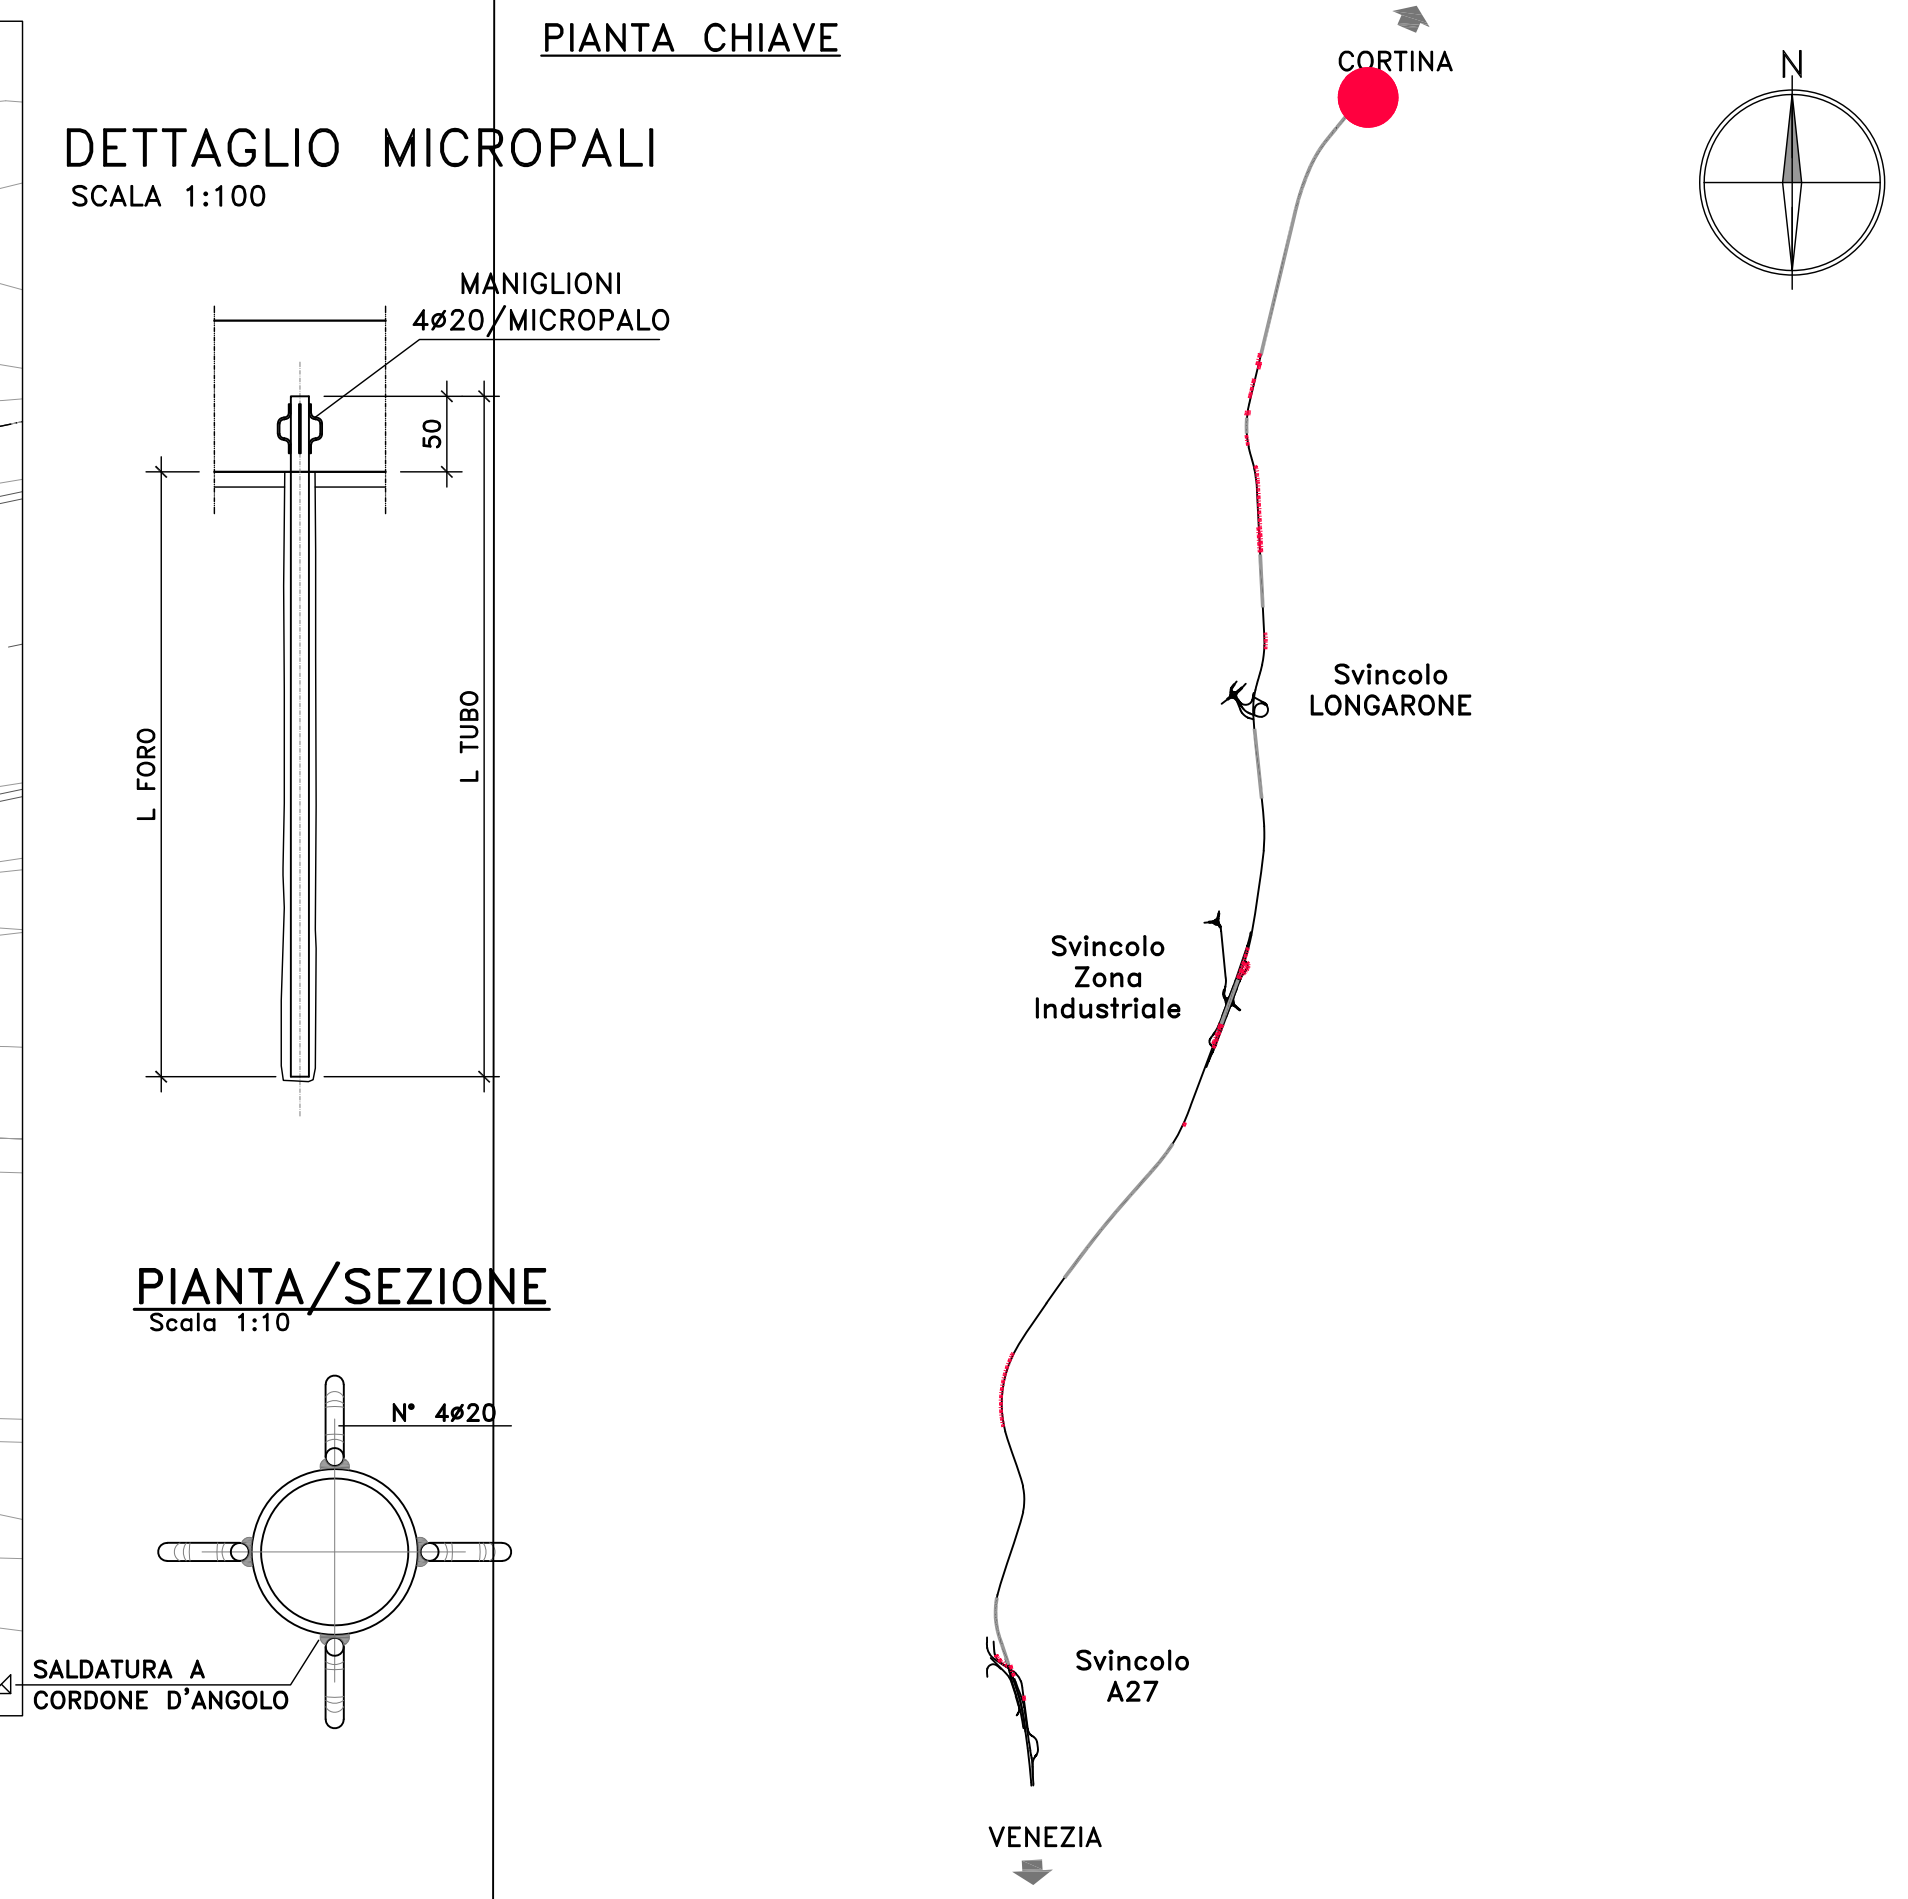 PIANTA CHIAVE
DETTAGLIO MICROPALI
SCALA 1:100
MANIGLIONI
4ø20/MICROPALO
50
L FORO
L TUBO
PIANTA/SEZIONE
Scala 1:10
N° 4ø20
SALDATURA A
CORDONE D'ANGOLO
CORTINA
N
Svincolo
LONGARONE
Svincolo
Zona
Industriale
Svincolo
A27
VENEZIA